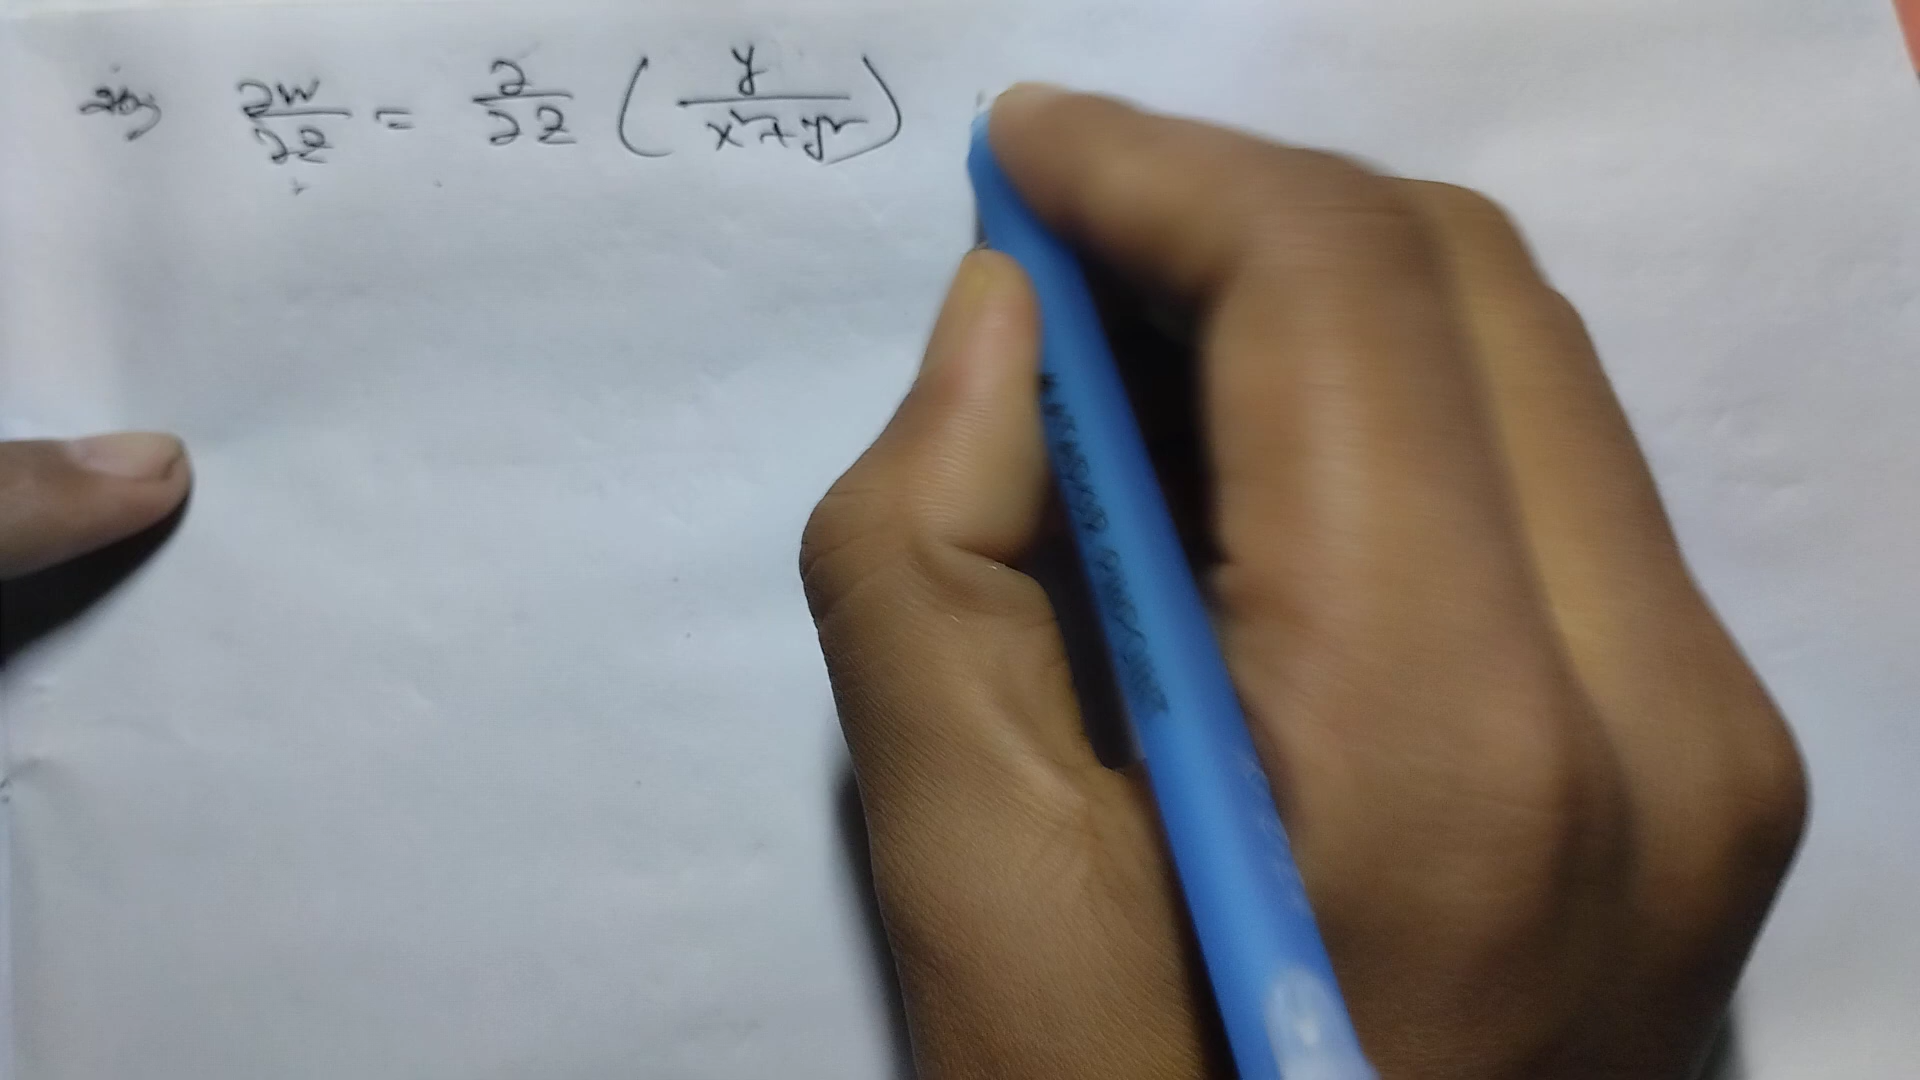 ∂w/∂z = ∂/∂z ( y / x²+y² )